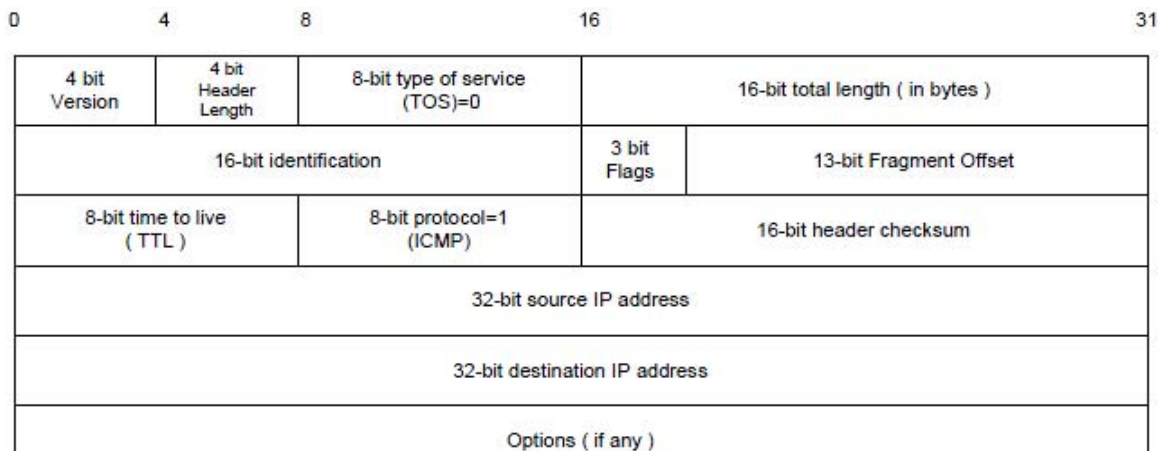 0 4 8 16 31
4 bit
Version
4 bit
Header
Length
8-bit type of service
(TOS)=0
16-bit total length ( in bytes )
16-bit identification
3 bit
Flags
13-bit Fragment Offset
8-bit time to live
( TTL )
8-bit protocol=1
(ICMP)
16-bit header checksum
32-bit source IP address
32-bit destination IP address
Options ( if any )